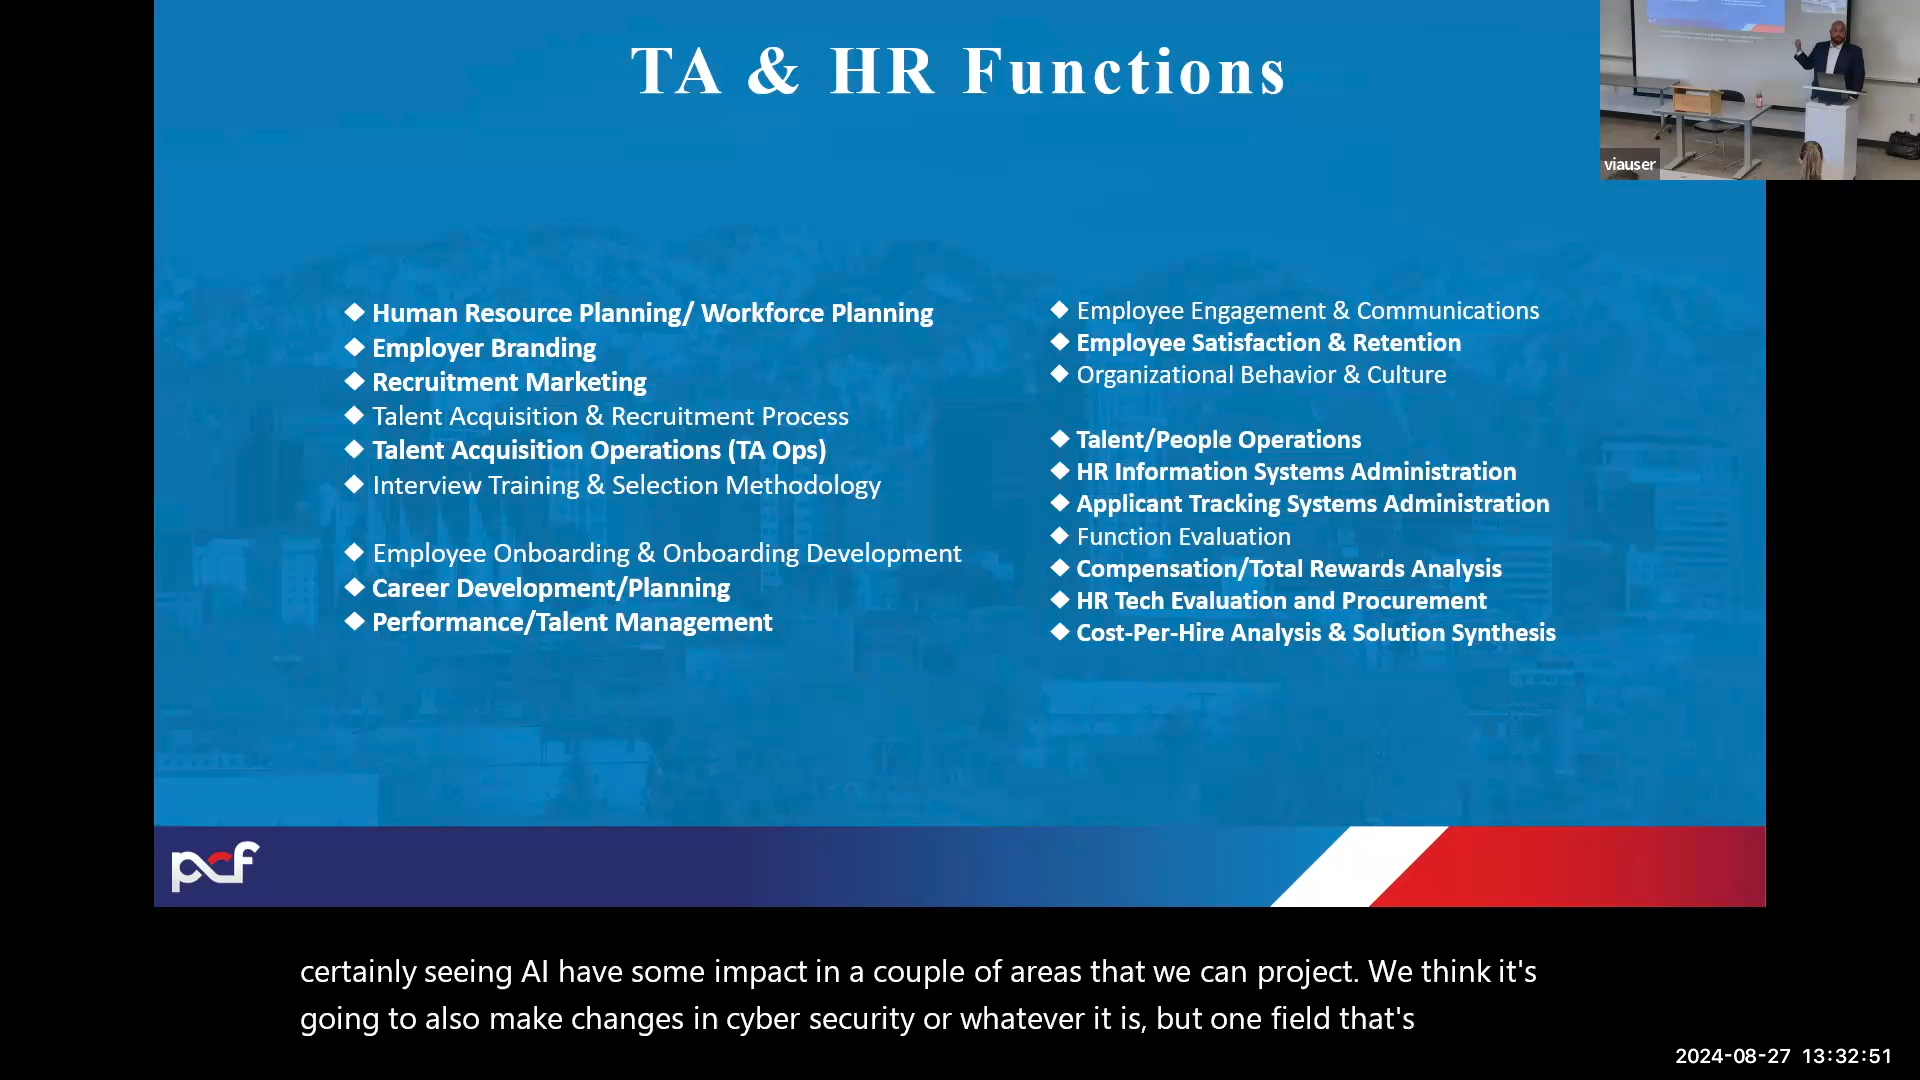 TA & HR Functions
viauser
◆ Human Resource Planning/ Workforce Planning
◆ Employer Branding
◆ Recruitment Marketing
◆ Talent Acquisition & Recruitment Process
◆ Talent Acquisition Operations (TA Ops)
◆ Interview Training & Selection Methodology
◆ Employee Onboarding & Onboarding Development
◆ Career Development/Planning
◆ Performance/Talent Management
◆ Employee Engagement & Communications
◆ Employee Satisfaction & Retention
◆ Organizational Behavior & Culture
◆ Talent/People Operations
◆ HR Information Systems Administration
◆ Applicant Tracking Systems Administration
◆ Function Evaluation
◆ Compensation/Total Rewards Analysis
◆ HR Tech Evaluation and Procurement
◆ Cost-Per-Hire Analysis & Solution Synthesis
pcf
certainly seeing AI have some impact in a couple of areas that we can project. We think it's
going to also make changes in cyber security or whatever it is, but one field that's
2024-08-27 13:32:51